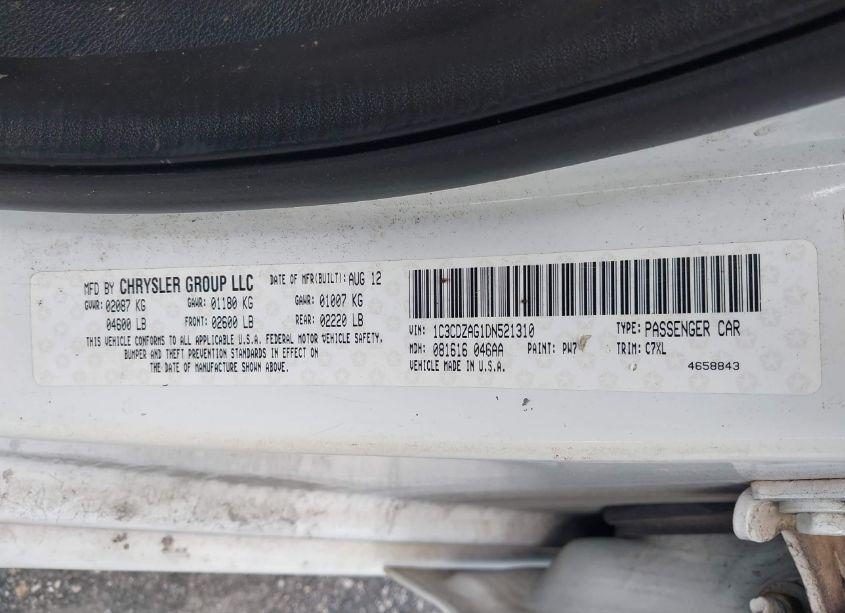 MFD BY CHRYSLER GROUP LLC DATE OF MFR(BUILT): AUG 12
GVWR: 02087 KG GAWR: 01180 KG GAWR: 01007 KG
04600 LB FRONT: 02600 LB REAR: 02220 LB
THIS VEHICLE CONFORMS TO ALL APPLICABLE U.S.A. FEDERAL MOTOR VEHICLE SAFETY,
BUMPER AND THEFT PREVENTION STANDARDS IN EFFECT ON
THE DATE OF MANUFACTURE SHOWN ABOVE.
VIN: 1C3CDZAG1DN521310 TYPE: PASSENGER CAR
MDH: 081616 046AA PAINT: PW7 TRIM: C7XL
VEHICLE MADE IN U.S.A. 4658843